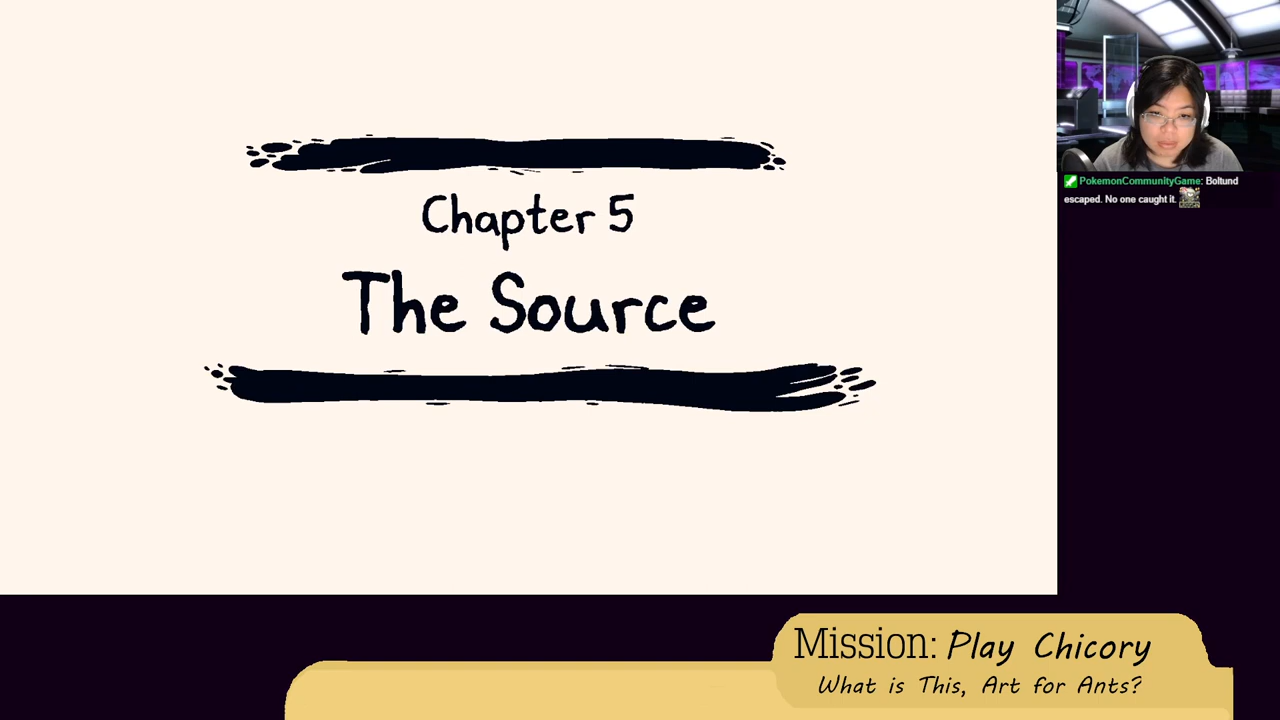 Chapter 5
The Source
PokemonCommunityGame: Boltund
escaped. No one caught it.
Mission: Play Chicory
What is This, Art for Ants?